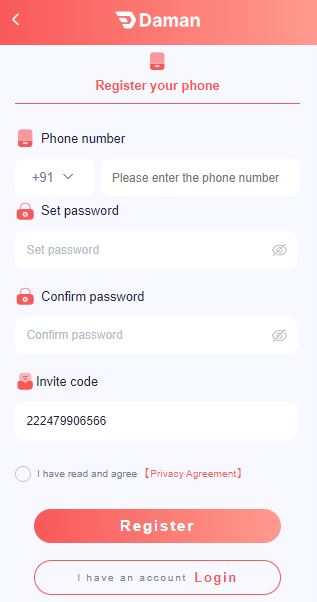 Daman
Register your phone
Phone number
+91 Please enter the phone number
Set password
Set password
Confirm password
Confirm password
Invite code
222479906566
I have read and agree 【Privacy Agreement】
Register
I have an account Login